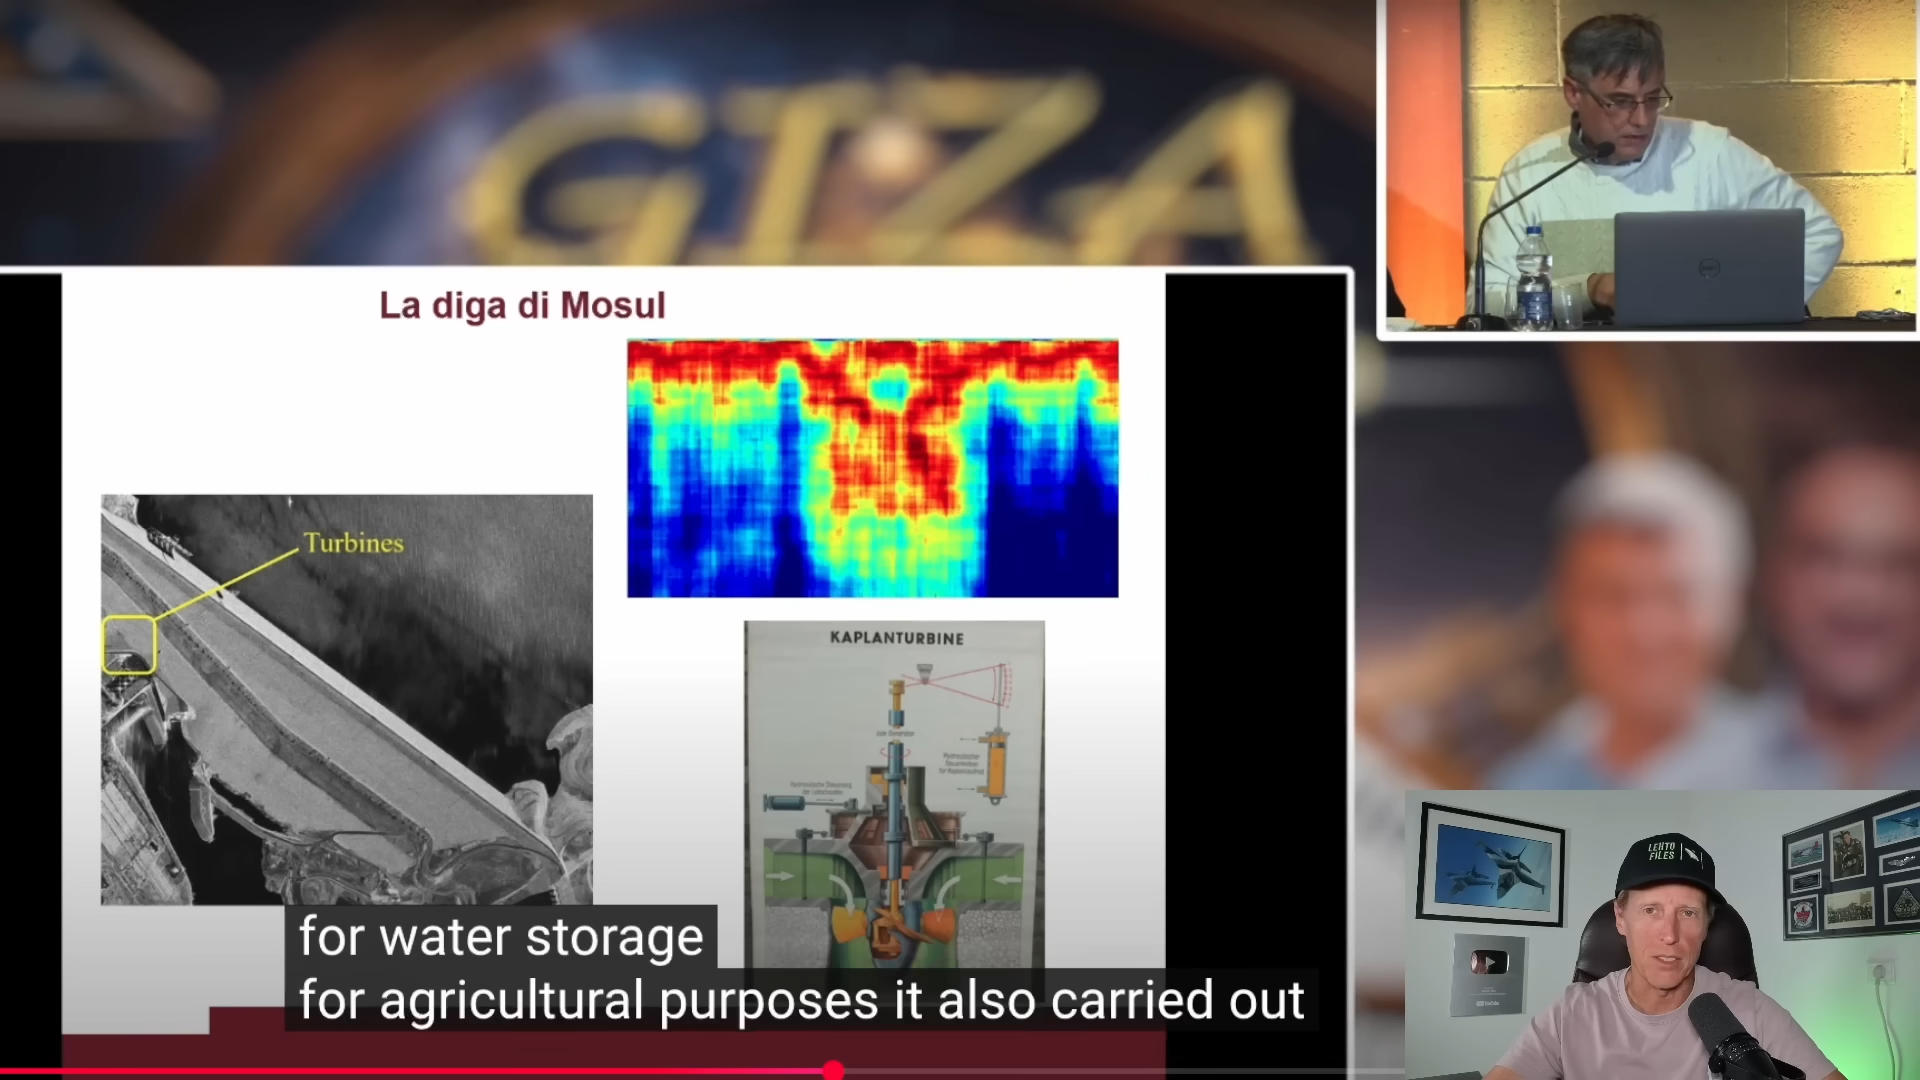 GIZA
La diga di Mosul
Turbines
KAPLANTURBINE
for water storage
for agricultural purposes it also carried out
LEHTO
FILES
DELL